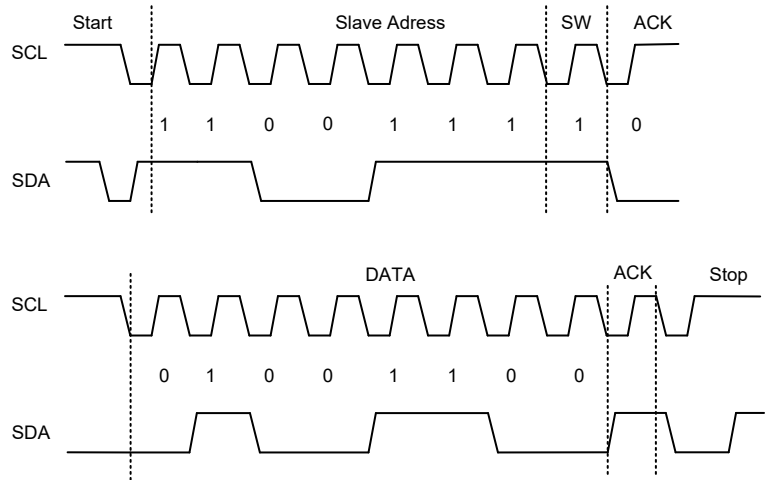 Start Slave Adress SW ACK
SCL
1 1 0 0 1 1 1 1 0
SDA
DATA ACK Stop
SCL
0 1 0 0 1 1 0 0
SDA